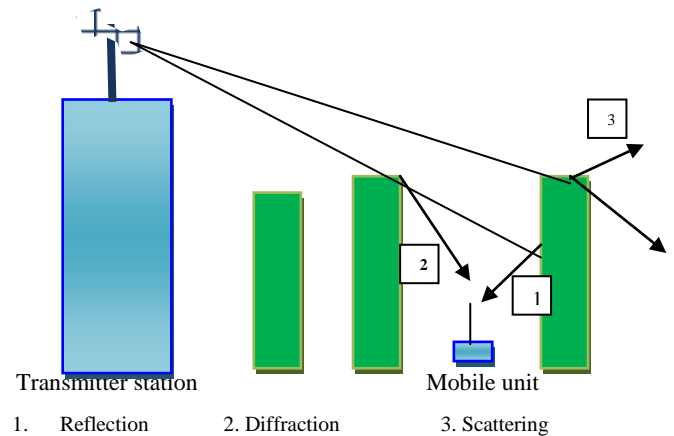 3
2
1
Transmitter station Mobile unit
1. Reflection 2. Diffraction 3. Scattering